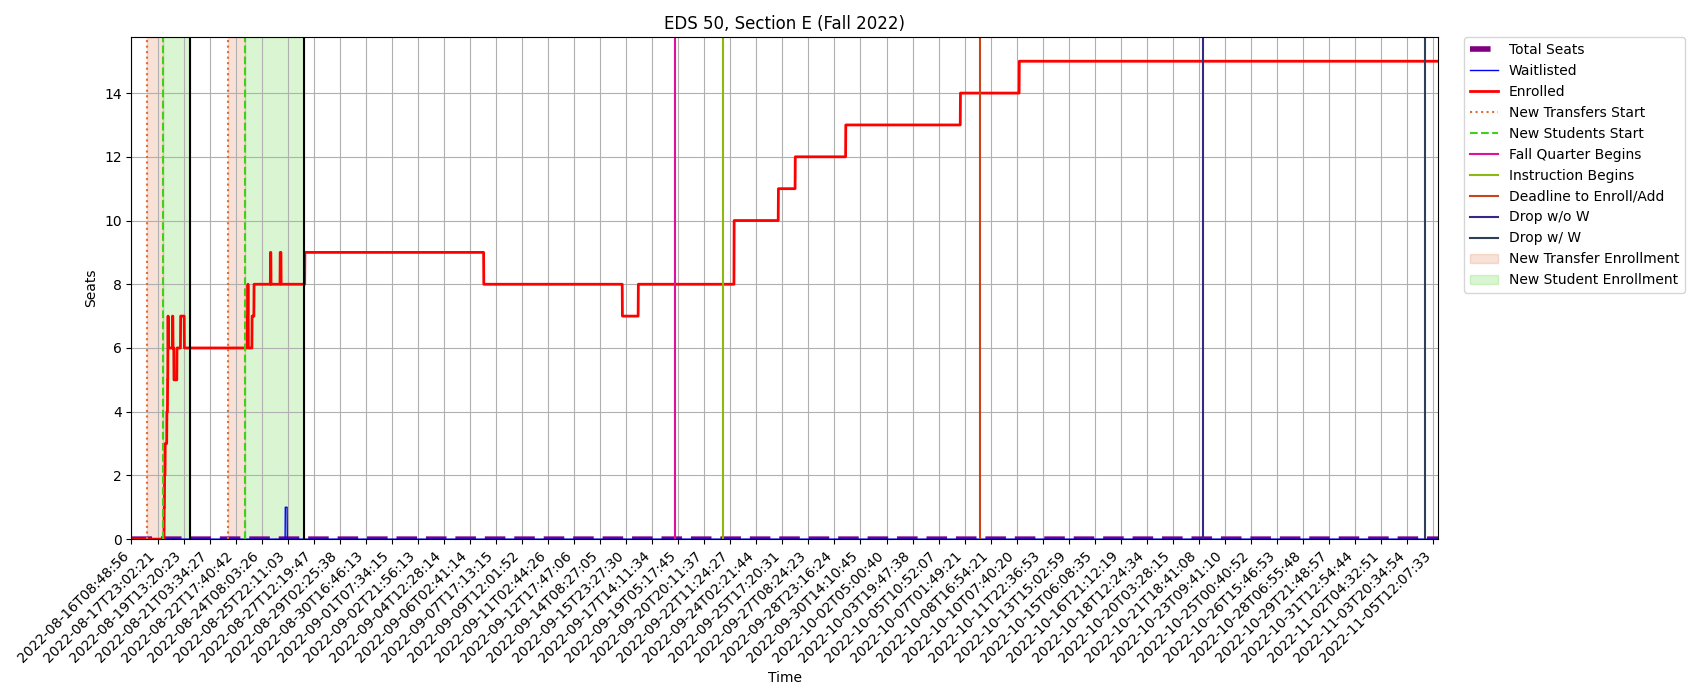 EDS 50, Section E (Fall 2022)
Seats
14
12
10
8
6
4
2
0
2022-08-16T08:48:56
2022-08-17T23:02:21
2022-08-19T13:20:23
2022-08-21T03:34:27
2022-08-22T17:40:42
2022-08-24T08:03:26
2022-08-25T22:11:03
2022-08-27T12:19:47
2022-08-29T02:25:38
2022-08-30T16:46:13
2022-09-01T07:34:15
2022-09-02T21:56:13
2022-09-04T12:28:14
2022-09-06T02:41:14
2022-09-07T17:13:15
2022-09-09T12:01:52
2022-09-11T02:44:26
2022-09-12T17:47:06
2022-09-14T08:27:05
2022-09-15T23:27:30
2022-09-17T14:11:34
2022-09-19T05:17:45
2022-09-20T20:11:37
2022-09-22T11:24:27
2022-09-24T02:21:44
2022-09-25T17:20:31
2022-09-27T08:24:23
2022-09-28T23:16:24
2022-09-30T14:10:45
2022-10-02T05:00:40
2022-10-03T19:47:38
2022-10-05T10:52:07
2022-10-07T01:49:21
2022-10-08T16:54:21
2022-10-10T07:40:20
2022-10-11T22:36:53
2022-10-13T15:02:59
2022-10-15T06:08:35
2022-10-16T21:12:19
2022-10-18T12:24:34
2022-10-20T03:28:15
2022-10-21T18:41:08
2022-10-23T09:41:10
2022-10-25T00:40:52
2022-10-26T15:46:53
2022-10-28T06:55:48
2022-10-29T21:48:57
2022-10-31T12:54:44
2022-11-02T04:32:51
2022-11-03T20:34:54
2022-11-05T12:07:33
Time
Total Seats
Waitlisted
Enrolled
New Transfers Start
New Students Start
Fall Quarter Begins
Instruction Begins
Deadline to Enroll/Add
Drop w/o W
Drop w/ W
New Transfer Enrollment
New Student Enrollment